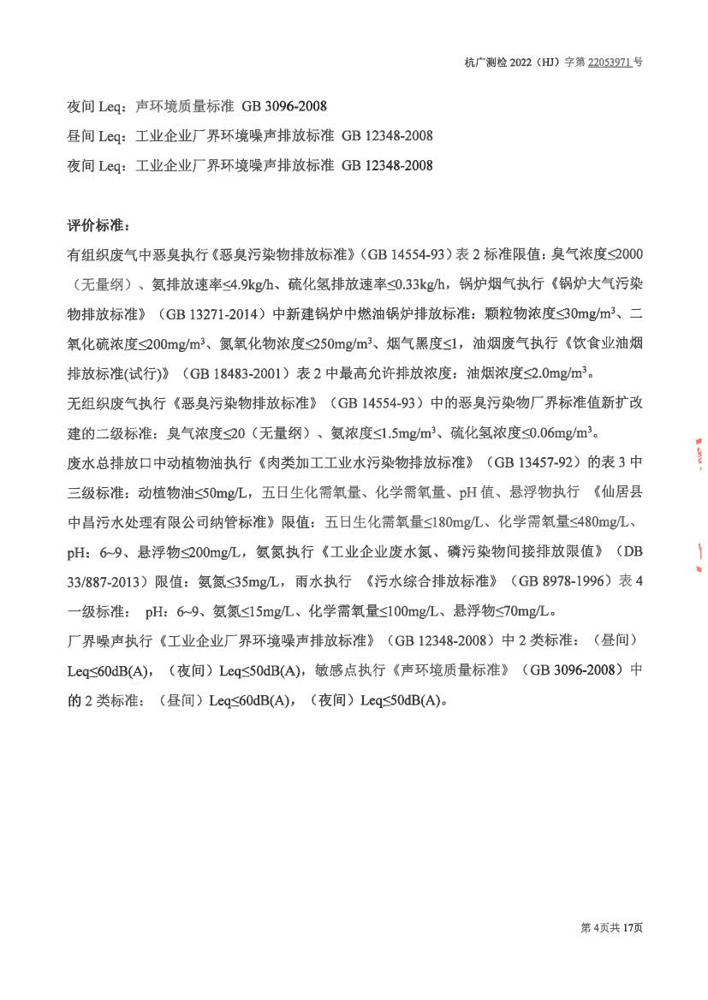 杭广测检 2022（HJ）字第 22053971 号
夜间 Leq：声环境质量标准 GB 3096-2008
昼间 Leq：工业企业厂界环境噪声排放标准 GB 12348-2008
夜间 Leq：工业企业厂界环境噪声排放标准 GB 12348-2008
评价标准：
有组织废气中恶臭执行《恶臭污染物排放标准》（GB 14554-93）表 2 标准限值：臭气浓度≤2000
（无量纲）、氨排放速率≤4.9kg/h、硫化氢排放速率≤0.33kg/h，锅炉烟气执行《锅炉大气污染
物排放标准》（GB 13271-2014）中新建锅炉中燃油锅炉排放标准：颗粒物浓度≤30mg/m³、二
氧化硫浓度≤200mg/m³、氮氧化物浓度≤250mg/m³、烟气黑度≤1，油烟废气执行《饮食业油烟
排放标准(试行)》（GB 18483-2001）表 2 中最高允许排放浓度：油烟浓度≤2.0mg/m³。
无组织废气执行《恶臭污染物排放标准》（GB 14554-93）中的恶臭污染物厂界标准值新扩改
建的二级标准：臭气浓度≤20（无量纲）、氨浓度≤1.5mg/m³、硫化氢浓度≤0.06mg/m³。
废水总排放口中动植物油执行《肉类加工工业水污染物排放标准》（GB 13457-92）的表 3 中
三级标准：动植物油≤50mg/L，五日生化需氧量、化学需氧量、pH 值、悬浮物执行 《仙居县
中昌污水处理有限公司纳管标准》限值：五日生化需氧量≤180mg/L、化学需氧量≤480mg/L、
pH：6~9、悬浮物≤200mg/L，氨氮执行《工业企业废水氮、磷污染物间接排放限值》（DB
33/887-2013）限值：氨氮≤35mg/L，雨水执行 《污水综合排放标准》（GB 8978-1996）表 4
一级标准： pH：6~9、氨氮≤15mg/L、化学需氧量≤100mg/L、悬浮物≤70mg/L。
厂界噪声执行《工业企业厂界环境噪声排放标准》（GB 12348-2008）中 2 类标准：（昼间）
Leq≤60dB(A)，（夜间）Leq≤50dB(A)，敏感点执行《声环境质量标准》（GB 3096-2008）中
的 2 类标准：（昼间）Leq≤60dB(A)，（夜间）Leq≤50dB(A)。
第 4页共 17页